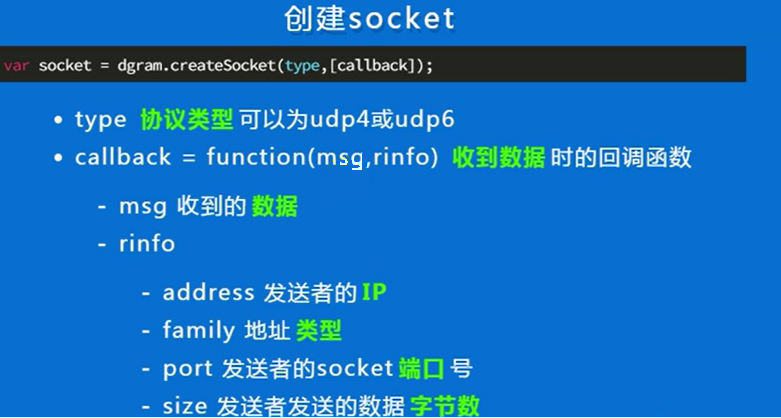 创建socket
var socket = dgram.createSocket(type,[callback]);
• type 协议类型 可以为udp4或udp6
• callback = function(msg,rinfo) 收到数据 时的回调函数
- msg 收到的 数据
- rinfo
- address 发送者的 IP
- family 地址 类型
- port 发送者的socket 端口 号
- size 发送者发送的数据 字节数